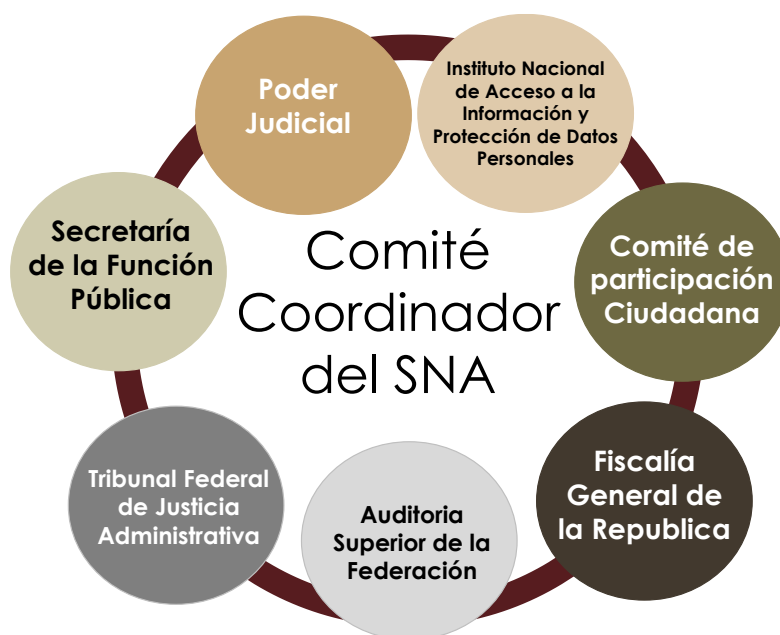 Poder
Judicial
Instituto Nacional
de Acceso a la
Información y
Protección de Datos
Personales
Secretaría
de la Función
Pública
Comité
Coordinador
del SNA
Comité de
participación
Ciudadana
Tribunal Federal
de Justicia
Administrativa
Auditoria
Superior de la
Federación
Fiscalía
General de
la Republica